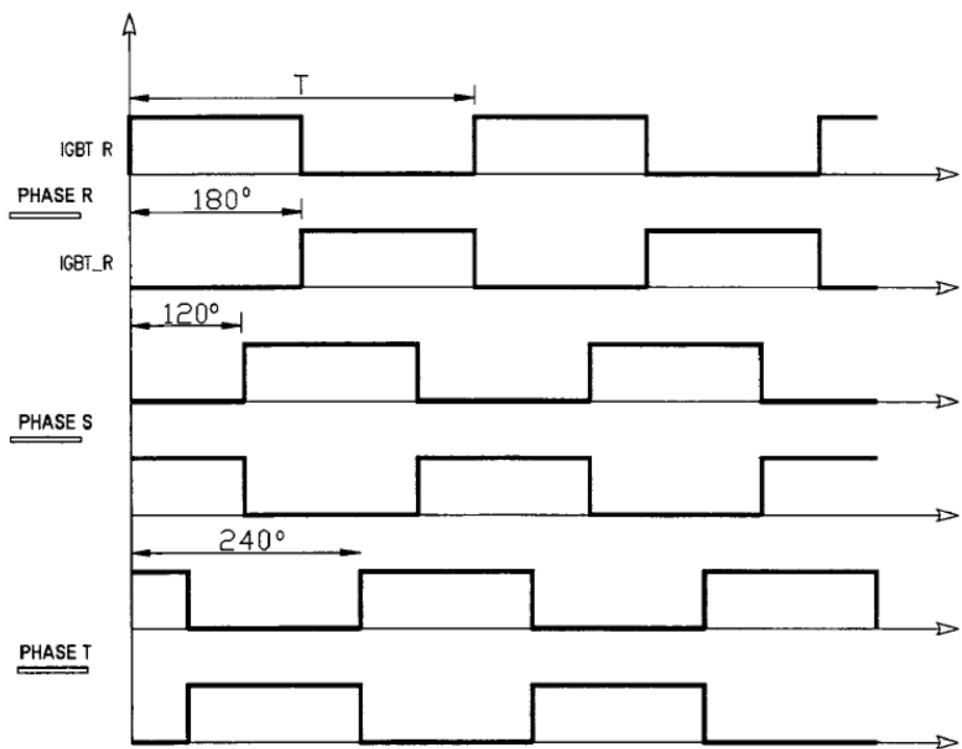 T
IGBT R
PHASE R
180°
IGBT_R
120°
PHASE S
240°
PHASE T